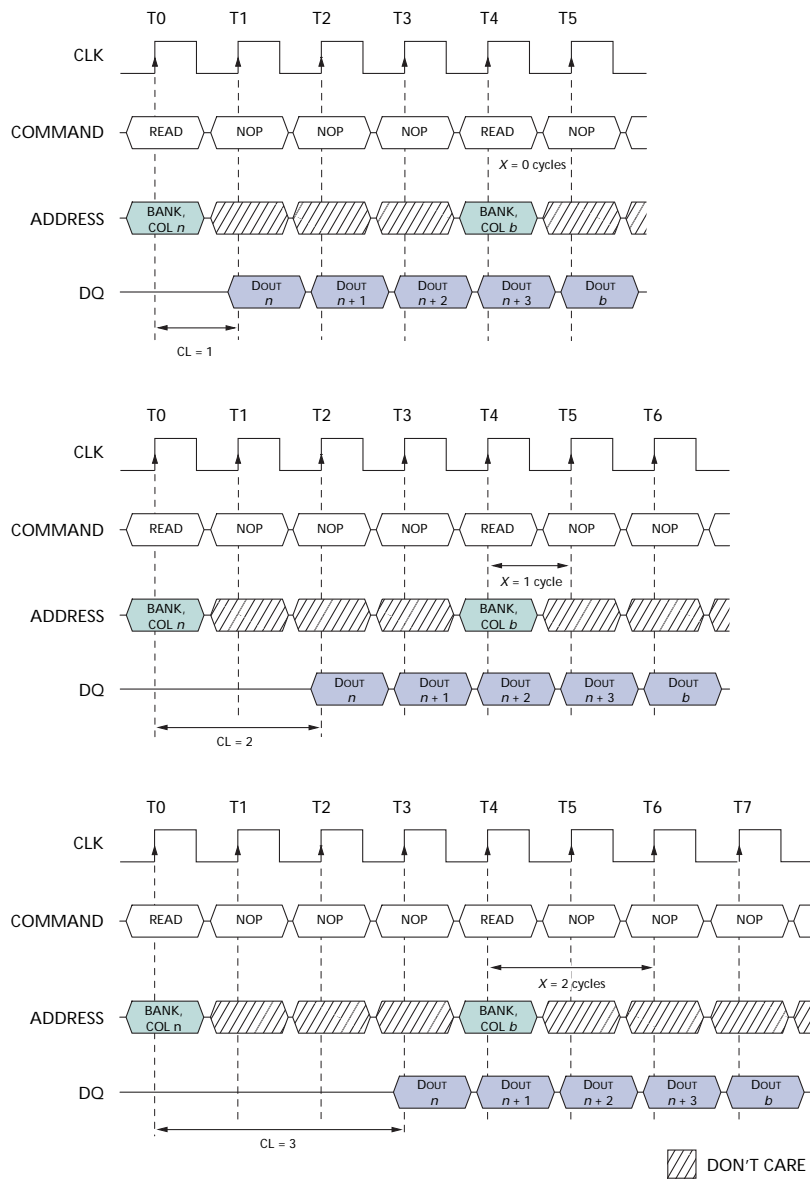 T0 T1 T2 T3 T4 T5
CLK
COMMAND READ NOP NOP NOP READ NOP
X = 0 cycles
ADDRESS BANK, COL n BANK, COL b
DQ DOUT n DOUT n + 1 DOUT n + 2 DOUT n + 3 DOUT b
CL = 1
T0 T1 T2 T3 T4 T5 T6
CLK
COMMAND READ NOP NOP NOP READ NOP NOP
X = 1 cycle
ADDRESS BANK, COL n BANK, COL b
DQ DOUT n DOUT n + 1 DOUT n + 2 DOUT n + 3 DOUT b
CL = 2
T0 T1 T2 T3 T4 T5 T6 T7
CLK
COMMAND READ NOP NOP NOP READ NOP NOP NOP
X = 2 cycles
ADDRESS BANK, COL n BANK, COL b
DQ DOUT n DOUT n + 1 DOUT n + 2 DOUT n + 3 DOUT b
CL = 3
DON'T CARE